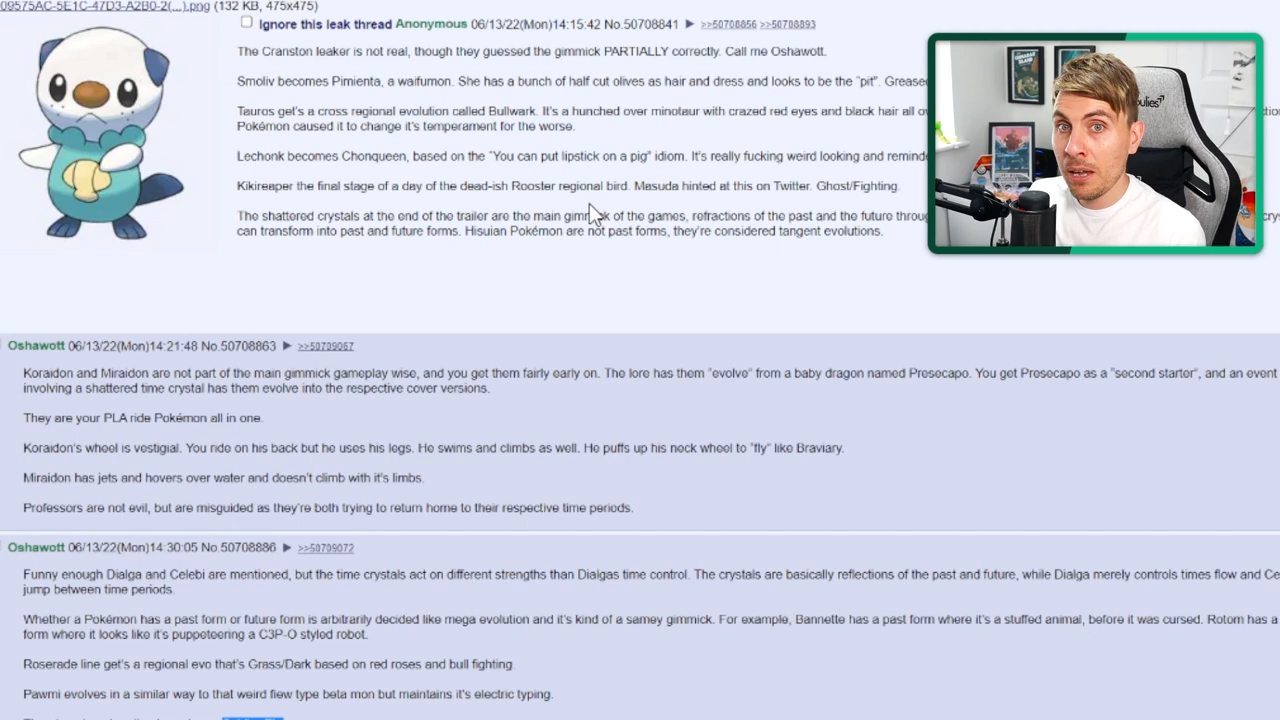 09575AC-5E1C-47D3-A2B0-2(...).png (132 KB, 475x475)
Ignore this leak thread Anonymous 06/13/22(Mon)14:15:42 No.50708841 ▶ >>50708856 >>50708893
The Cranston leaker is not real, though they guessed the gimmick PARTIALLY correctly. Call me Oshawott.
Smoliv becomes Pimienta, a waifumon. She has a bunch of half cut olives as hair and dress and looks to be the "pit".
Tauros get's a cross regional evolution called Bullwark. It's a hunched over minotaur with crazed red eyes and black hair all
Pokémon caused it to change it's temperament for the worse.
Lechonk becomes Chonqueen, based on the "You can put lipstick on a pig" idiom. It's really fucking weird looking and
Kikireaper the final stage of a day of the dead-ish Rooster regional bird. Masuda hinted at this on Twitter. Ghost/Fighting.
The shattered crystals at the end of the trailer are the main gimmick of the games, refractions of the past and the future
can transform into past and future forms. Hisuian Pokémon are not past forms, they're considered tangent evolutions.
Oshawott 06/13/22(Mon)14:21:48 No.50708863 ▶ >>50709067
Koraidon and Miraidon are not part of the main gimmick gameplay wise, and you get them fairly early on. The lore has them "evolve" from a baby dragon named Presecapo. You get Presecapo as a "second starter", and an event
involving a shattered time crystal has them evolve into the respective cover versions.
They are your PLA ride Pokémon all in one.
Koraidon's wheel is vestigial. You ride on his back but he uses his legs. He swims and climbs as well. He puffs up his neck wheel to "fly" like Braviary.
Miraidon has jets and hovers over water and doesn't climb with it's limbs.
Professors are not evil, but are misguided as they're both trying to return home to their respective time periods.
Oshawott 06/13/22(Mon)14:30:05 No.50708886 ▶ >>50709072
Funny enough Dialga and Celebi are mentioned, but the time crystals act on different strengths than Dialgas time control. The crystals are basically reflections of the past and future, while Dialga merely controls times flow and
jump between time periods.
Whether a Pokémon has a past form or future form is arbitrarily decided like mega evolution and it's kind of a samey gimmick. For example, Bannette has a past form where it's a stuffed animal, before it was cursed. Rotom has a
form where it looks like it's puppeteering a C3P-O styled robot.
Roserade line get's a regional evo that's Grass/Dark based on red roses and bull fighting.
Pawmi evolves in a similar way to that weird fiew type beta mon but maintains it's electric typing.